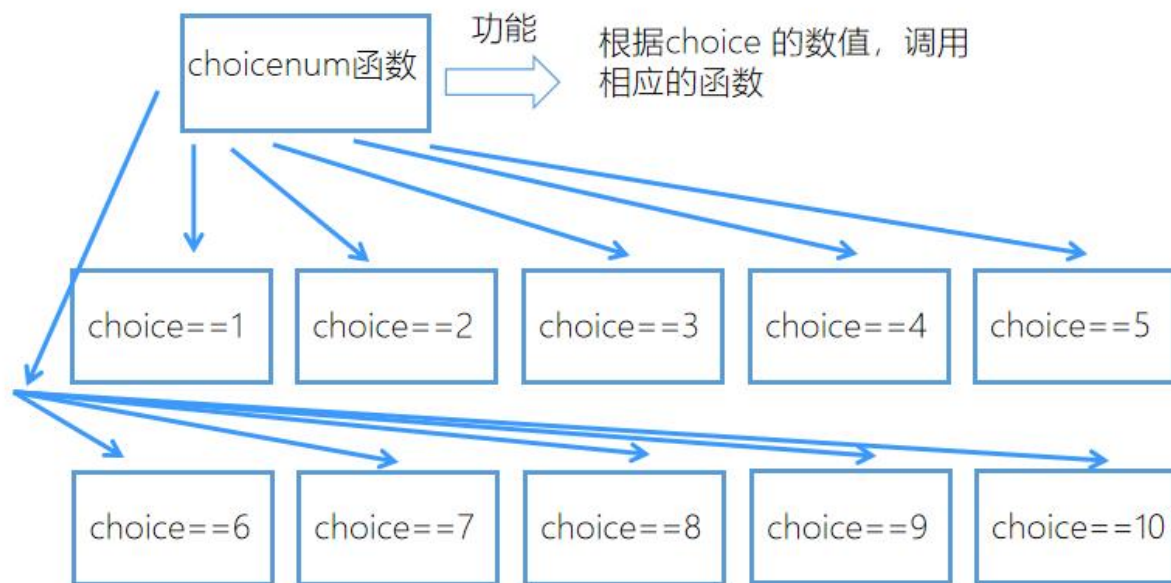 功能
choicenum函数
根据choice 的数值，调用
相应的函数
choice==1
choice==2
choice==3
choice==4
choice==5
choice==6
choice==7
choice==8
choice==9
choice==10